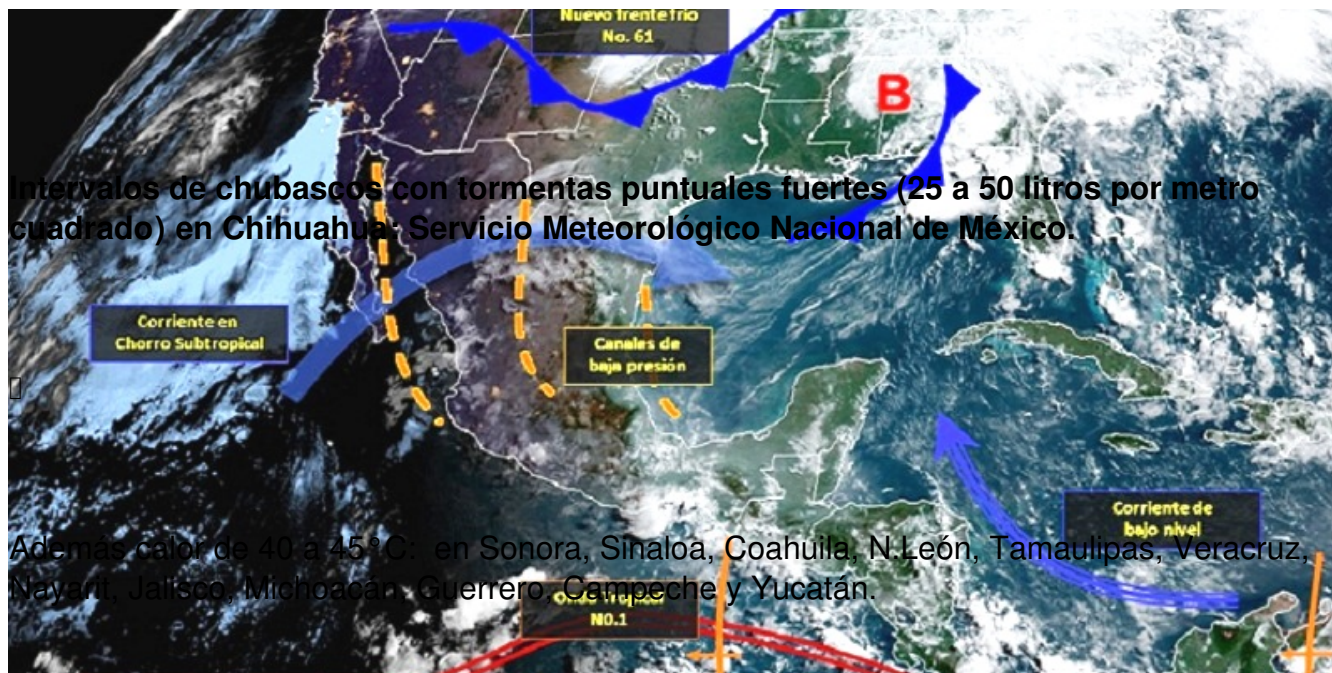 Nuevo frente frio
No. 61
B
Intervalos de chubascos con tormentas puntuales fuertes (25 a 50 litros por metro
cuadrado) en Chihuahua: Servicio Meteorológico Nacional de México.
Corriente en
Chorro Subtropical
Canales de
baja presión
Corriente de
bajo nivel
Además calor de 40 a 45°C: en Sonora, Sinaloa, Coahuila, N.León, Tamaulipas, Veracruz,
Nayarit, Jalisco, Michoacán, Guerrero, Campeche y Yucatán.
Onda Tropical
N0.1